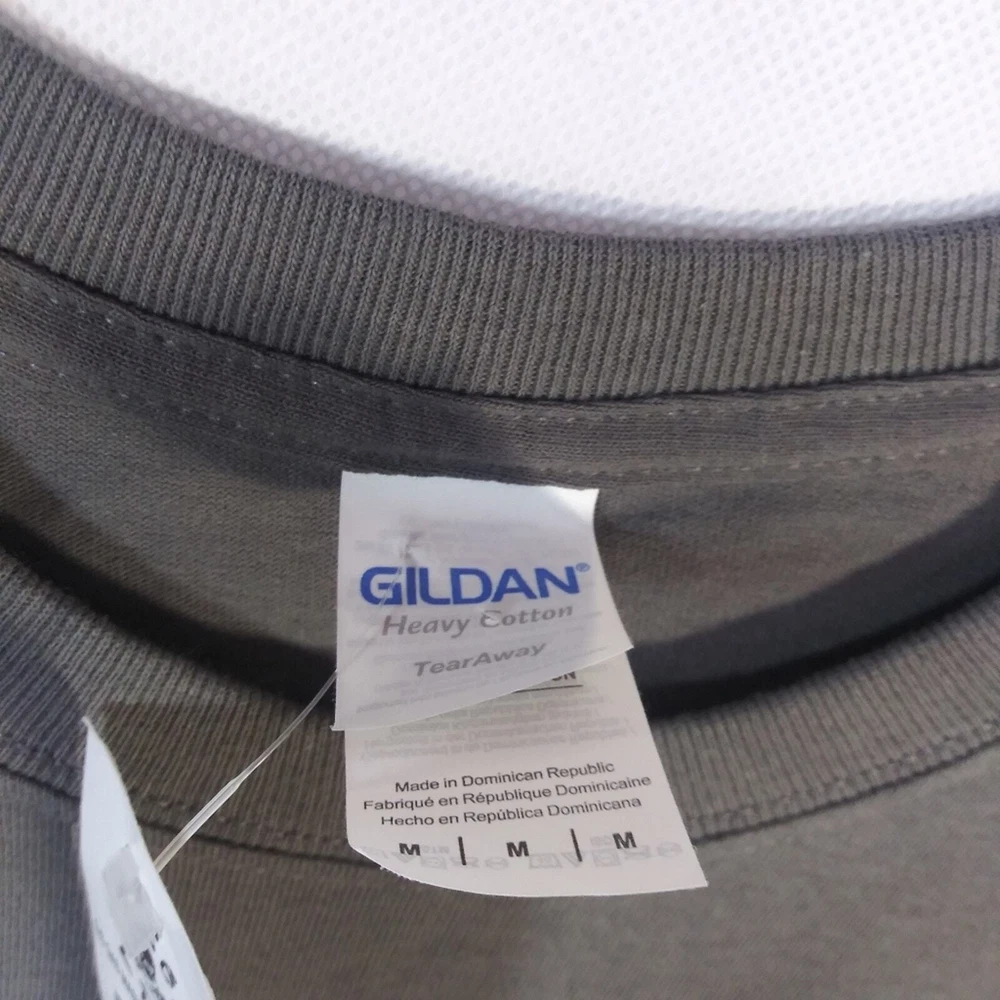 GILDAN®
Heavy Cotton
TearAway
Made in Dominican Republic
Fabriqué en République Dominicaine
Hecho en República Dominicana
M | M | M